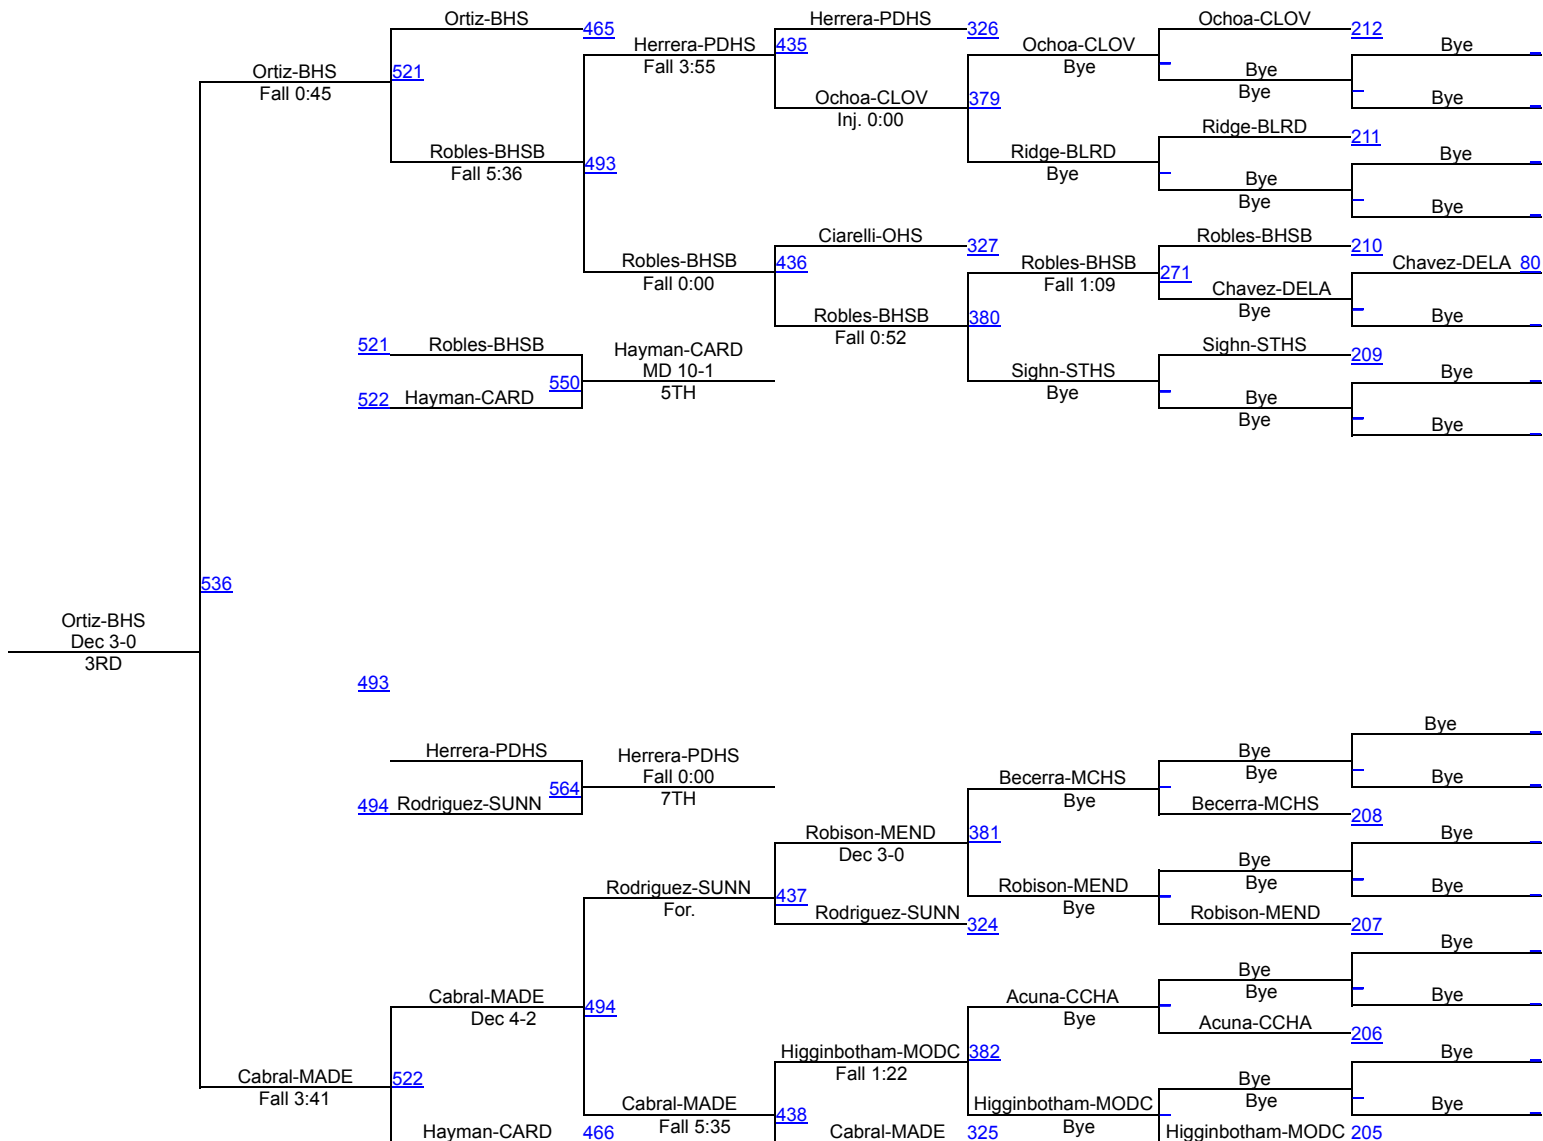 Ortiz-BHS 465
Herrera-PDHS 326
Ochoa-CLOV 212
Herrera-PDHS 435
Fall 3:55
Ochoa-CLOV
Bye
Bye
Ortiz-BHS 521
Fall 0:45
Bye
Bye
Ochoa-CLOV 379
Inj. 0:00
Bye
Ridge-BLRD 211
Robles-BHSB 493
Fall 5:36
Ridge-BLRD
Bye
Bye
Bye
Bye
Bye
Ciarelli-OHS 327
Robles-BHSB 210
Robles-BHSB 436
Fall 0:00
Robles-BHSB 271
Fall 1:09
Chavez-DELA 80
Chavez-DELA
Bye
Robles-BHSB 380
Fall 0:52
Bye
521 Robles-BHSB
Hayman-CARD
MD 10-1
5TH
550
522 Hayman-CARD
Sighn-STHS 209
Sighn-STHS
Bye
Bye
Bye
Bye
Bye
536
Ortiz-BHS
Dec 3-0
3RD
493
Herrera-PDHS
Herrera-PDHS
Fall 0:00
7TH
564
494 Rodriguez-SUNN
Bye
Bye
Bye
Bye
Becerra-MCHS
Bye
Becerra-MCHS 208
Robison-MEND 381
Dec 3-0
Bye
Bye
Bye
Bye
Rodriguez-SUNN 437
For.
Robison-MEND
Bye
Rodriguez-SUNN 324
Robison-MEND 207
Bye
Bye
Bye
Bye
Cabral-MADE 494
Dec 4-2
Acuna-CCHA
Bye
Acuna-CCHA 206
Higginbotham-MODC 382
Fall 1:22
Bye
Cabral-MADE 522
Fall 3:41
Bye
Bye
Bye
Cabral-MADE 438
Fall 5:35
Higginbotham-MODC
Bye
Hayman-CARD 466
Cabral-MADE 325
Higginbotham-MODC 205